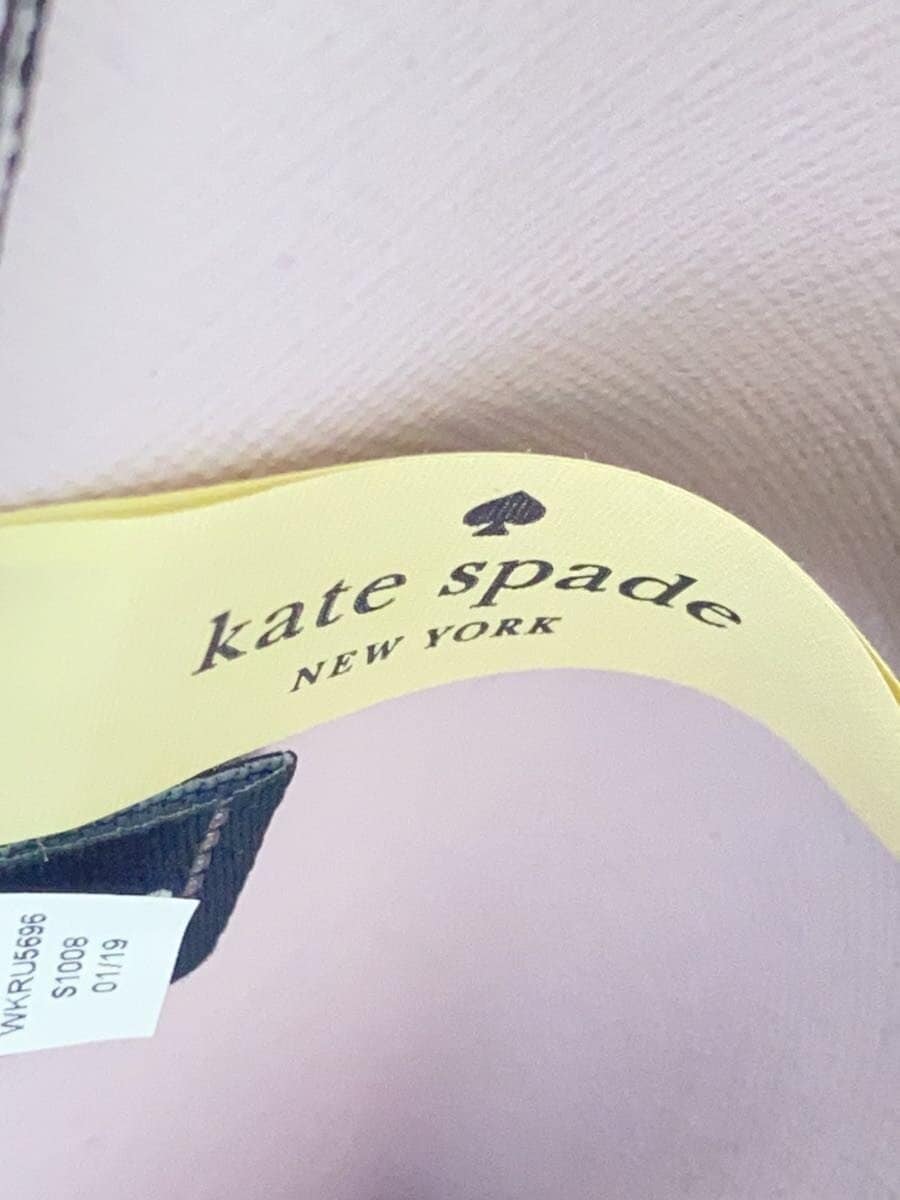 kate spade
NEW YORK
WKRU5696
S1008
01/19